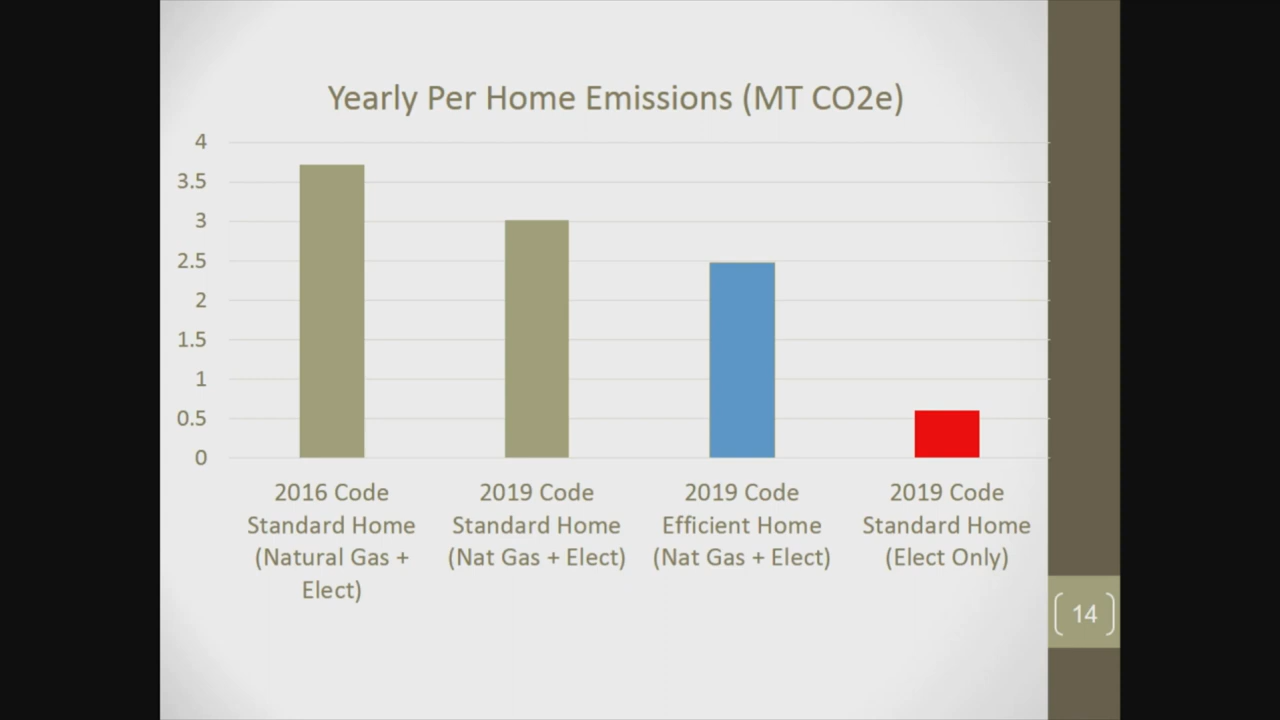 Yearly Per Home Emissions (MT CO2e)
4
3.5
3
2.5
2
1.5
1
0.5
0
2016 Code
Standard Home
(Natural Gas +
Elect)
2019 Code
Standard Home
(Nat Gas + Elect)
2019 Code
Efficient Home
(Nat Gas + Elect)
2019 Code
Standard Home
(Elect Only)
14